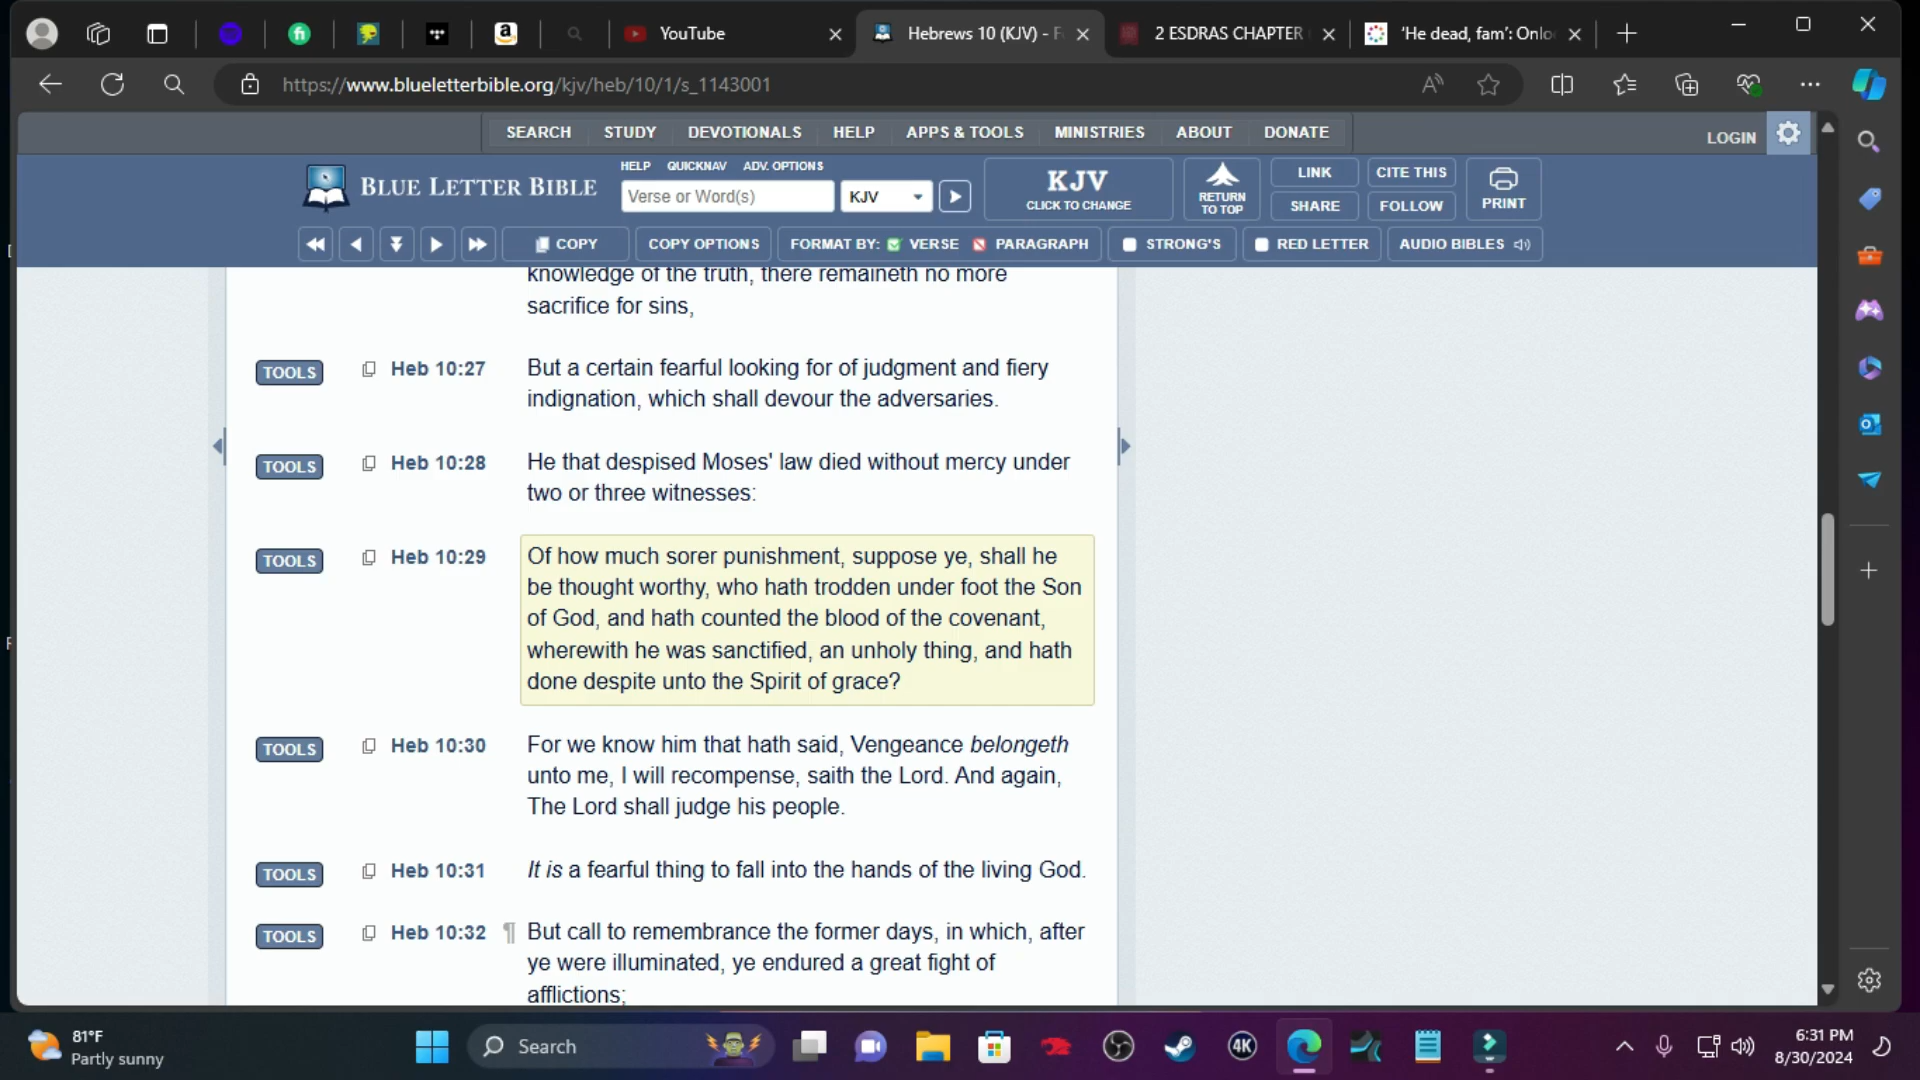 YouTube
Hebrews 10 (KJV) - F
2 ESDRAS CHAPTER
'He dead, fam': Onlo
https://www.blueletterbible.org/kjv/heb/10/1/s_1143001
SEARCH STUDY DEVOTIONALS HELP APPS & TOOLS MINISTRIES ABOUT DONATE
LOGIN
HELP QUICKNAV ADV. OPTIONS
BLUE LETTER BIBLE
Verse or Word(s)
KJV
KJV
CLICK TO CHANGE
RETURN
TO TOP
LINK
CITE THIS
SHARE
FOLLOW
PRINT
COPY
COPY OPTIONS
FORMAT BY: VERSE PARAGRAPH
STRONG'S
RED LETTER
AUDIO BIBLES
knowledge of the truth, there remaineth no more
sacrifice for sins,
TOOLS Heb 10:27 But a certain fearful looking for of judgment and fiery
indignation, which shall devour the adversaries.
TOOLS Heb 10:28 He that despised Moses' law died without mercy under
two or three witnesses:
TOOLS Heb 10:29 Of how much sorer punishment, suppose ye, shall he
be thought worthy, who hath trodden under foot the Son
of God, and hath counted the blood of the covenant,
wherewith he was sanctified, an unholy thing, and hath
done despite unto the Spirit of grace?
TOOLS Heb 10:30 For we know him that hath said, Vengeance belongeth
unto me, I will recompense, saith the Lord. And again,
The Lord shall judge his people.
TOOLS Heb 10:31 It is a fearful thing to fall into the hands of the living God.
TOOLS Heb 10:32 ¶ But call to remembrance the former days, in which, after
ye were illuminated, ye endured a great fight of
afflictions;
81°F
Partly sunny
Search
4K
6:31 PM
8/30/2024